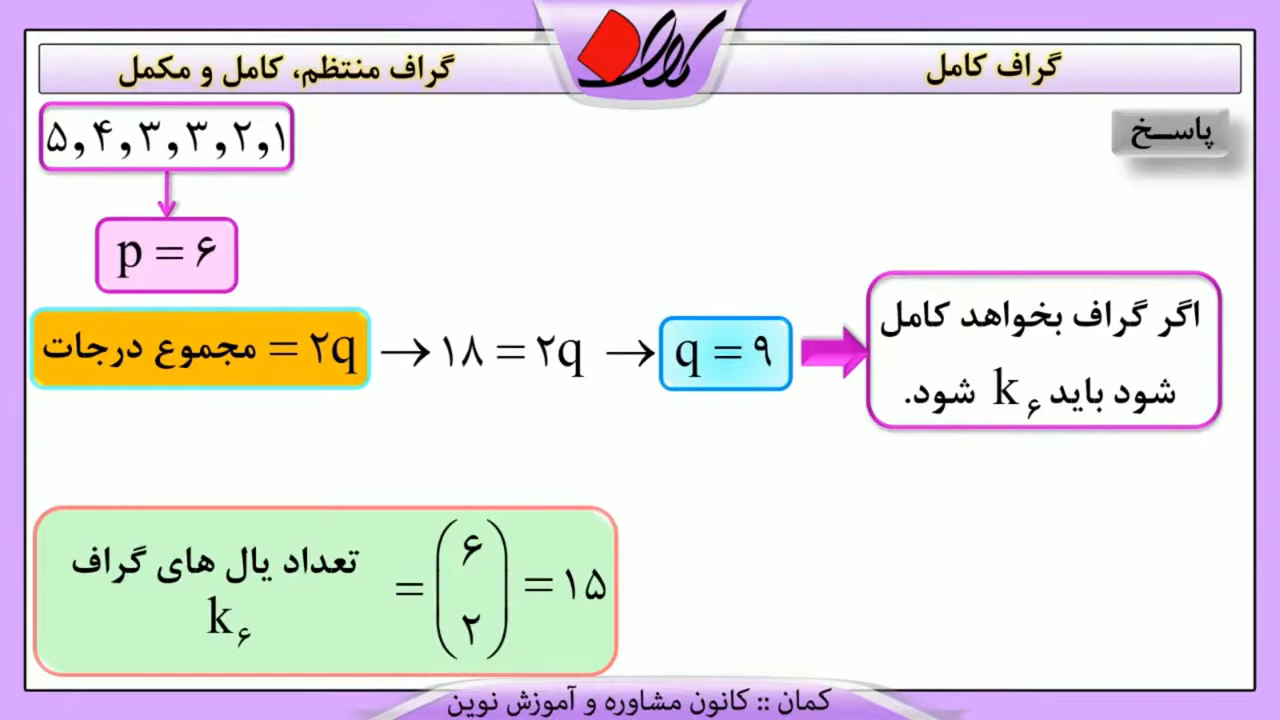 گراف کامل
کمان
گراف منتظم، کامل و مکمل
پاسـخ
۵,۴,۳,۳,۲,۱
p = ۶
مجموع درجات = ۲q → ۱۸ = ۲q → q = ۹
اگر گراف بخواهد کامل
شود باید k۶ شود.
تعداد یال های گراف
k۶
= (۶ ۲) = ۱۵
کمان :: کانون مشاوره و آموزش نوین